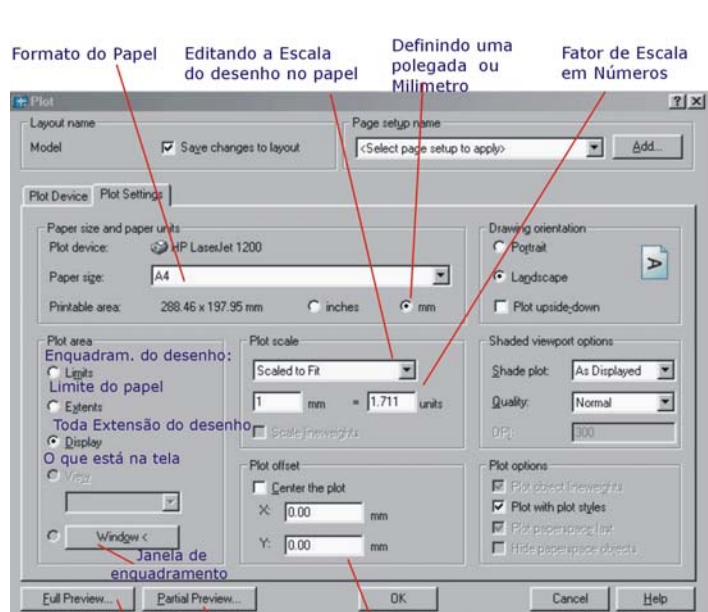 Formato do Papel
Editando a Escala
do desenho no papel
Definindo uma
polegada ou
Milimetro
Fator de Escala
em Números
Plot
Layout name
Model
Save changes to layout
Page setup name
<Select page setup to apply>
Add...
Plot Device
Plot Settings
Paper size and paper units
Plot device:
HP LaserJet 1200
Paper size:
A4
Printable area:
288.46 x 197.95 mm
inches
mm
Drawing orientation
Portrait
Landscape
Plot upside-down
A
Plot area
Enquadram. do desenho:
Limits
Limite do papel
Extents
Toda Extensão do desenho
Display
O que está na tela
View
Window <
Janela de
enquadramento
Plot scale
Scaled to Fit
1 mm = 1.711 units
Scale lineweights
Plot offset
Center the plot
X: 0.00 mm
Y: 0.00 mm
Shaded viewport options
Shade plot: As Displayed
Quality: Normal
DPI: 300
Plot options
Plot object lineweights
Plot with plot styles
Plot paperspace last
Hide paperspace objects
Full Preview...
Partial Preview...
OK
Cancel
Help